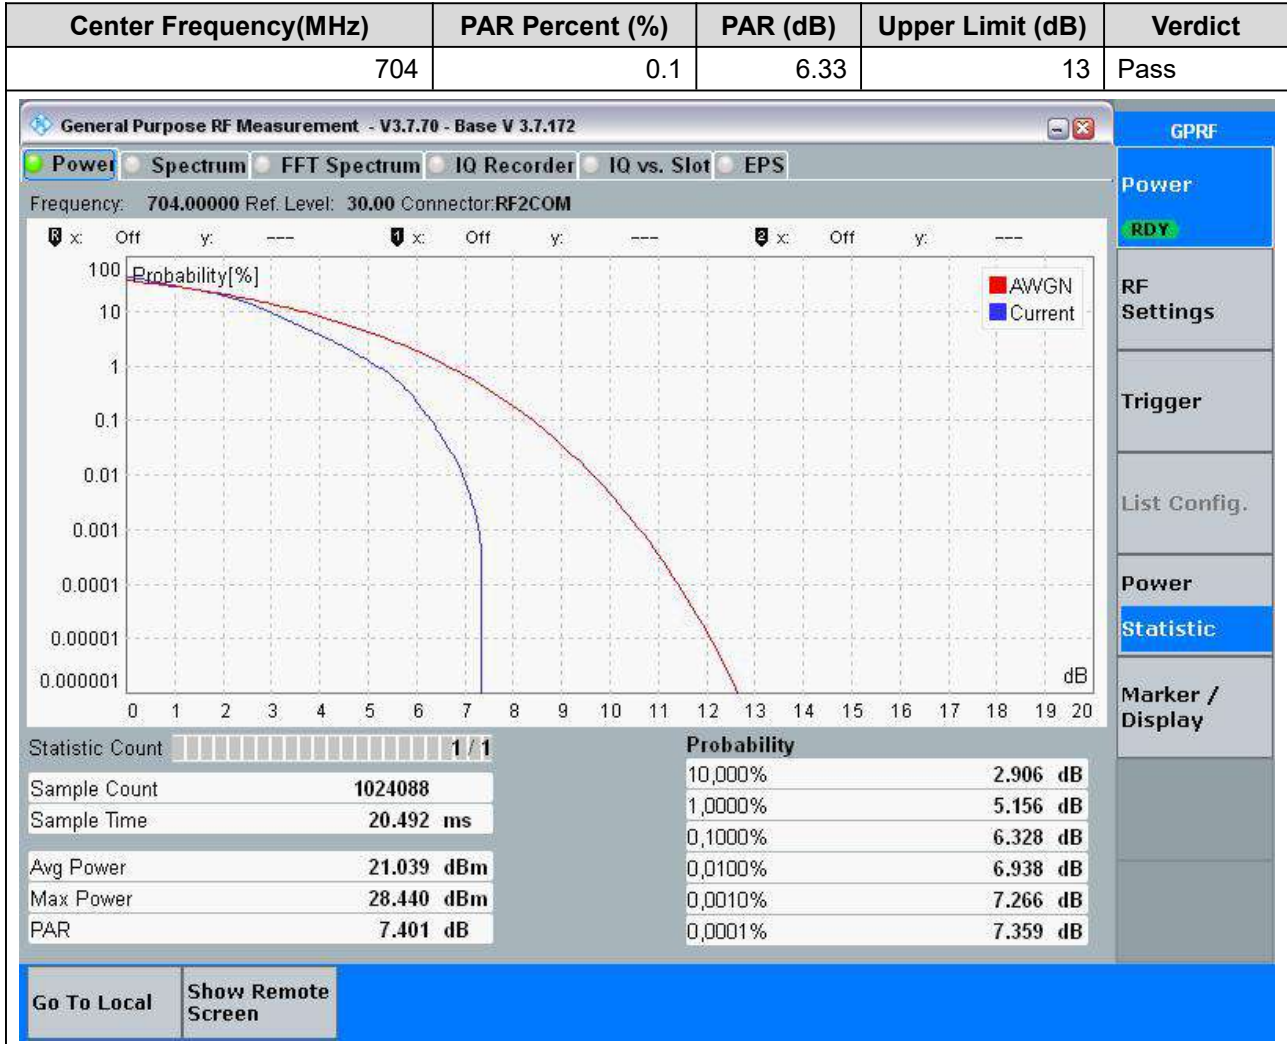 Center Frequency(MHz) PAR Percent (%) PAR (dB) Upper Limit (dB) Verdict
704 0.1 6.33 13 Pass
General Purpose RF Measurement - V3.7.70 - Base V 3.7.172
GPRF
Power Spectrum FFT Spectrum IQ Recorder IQ vs. Slot EPS
Power
RDY
Frequency: 704.00000 Ref. Level: 30.00 Connector:RF2COM
R x: Off y: --- 1 x: Off y: --- 2 x: Off y: ---
Probability[%]
AWGN
Current
100
10
1
0.1
0.01
0.001
0.0001
0.00001
0.000001
dB
0 1 2 3 4 5 6 7 8 9 10 11 12 13 14 15 16 17 18 19 20
RF
Settings
Trigger
List Config.
Power
Statistic
Marker /
Display
Statistic Count 1 / 1
Sample Count 1024088
Sample Time 20.492 ms
Avg Power 21.039 dBm
Max Power 28.440 dBm
PAR 7.401 dB
Probability
10,000% 2.906 dB
1,0000% 5.156 dB
0,1000% 6.328 dB
0,0100% 6.938 dB
0,0010% 7.266 dB
0,0001% 7.359 dB
Go To Local
Show Remote
Screen